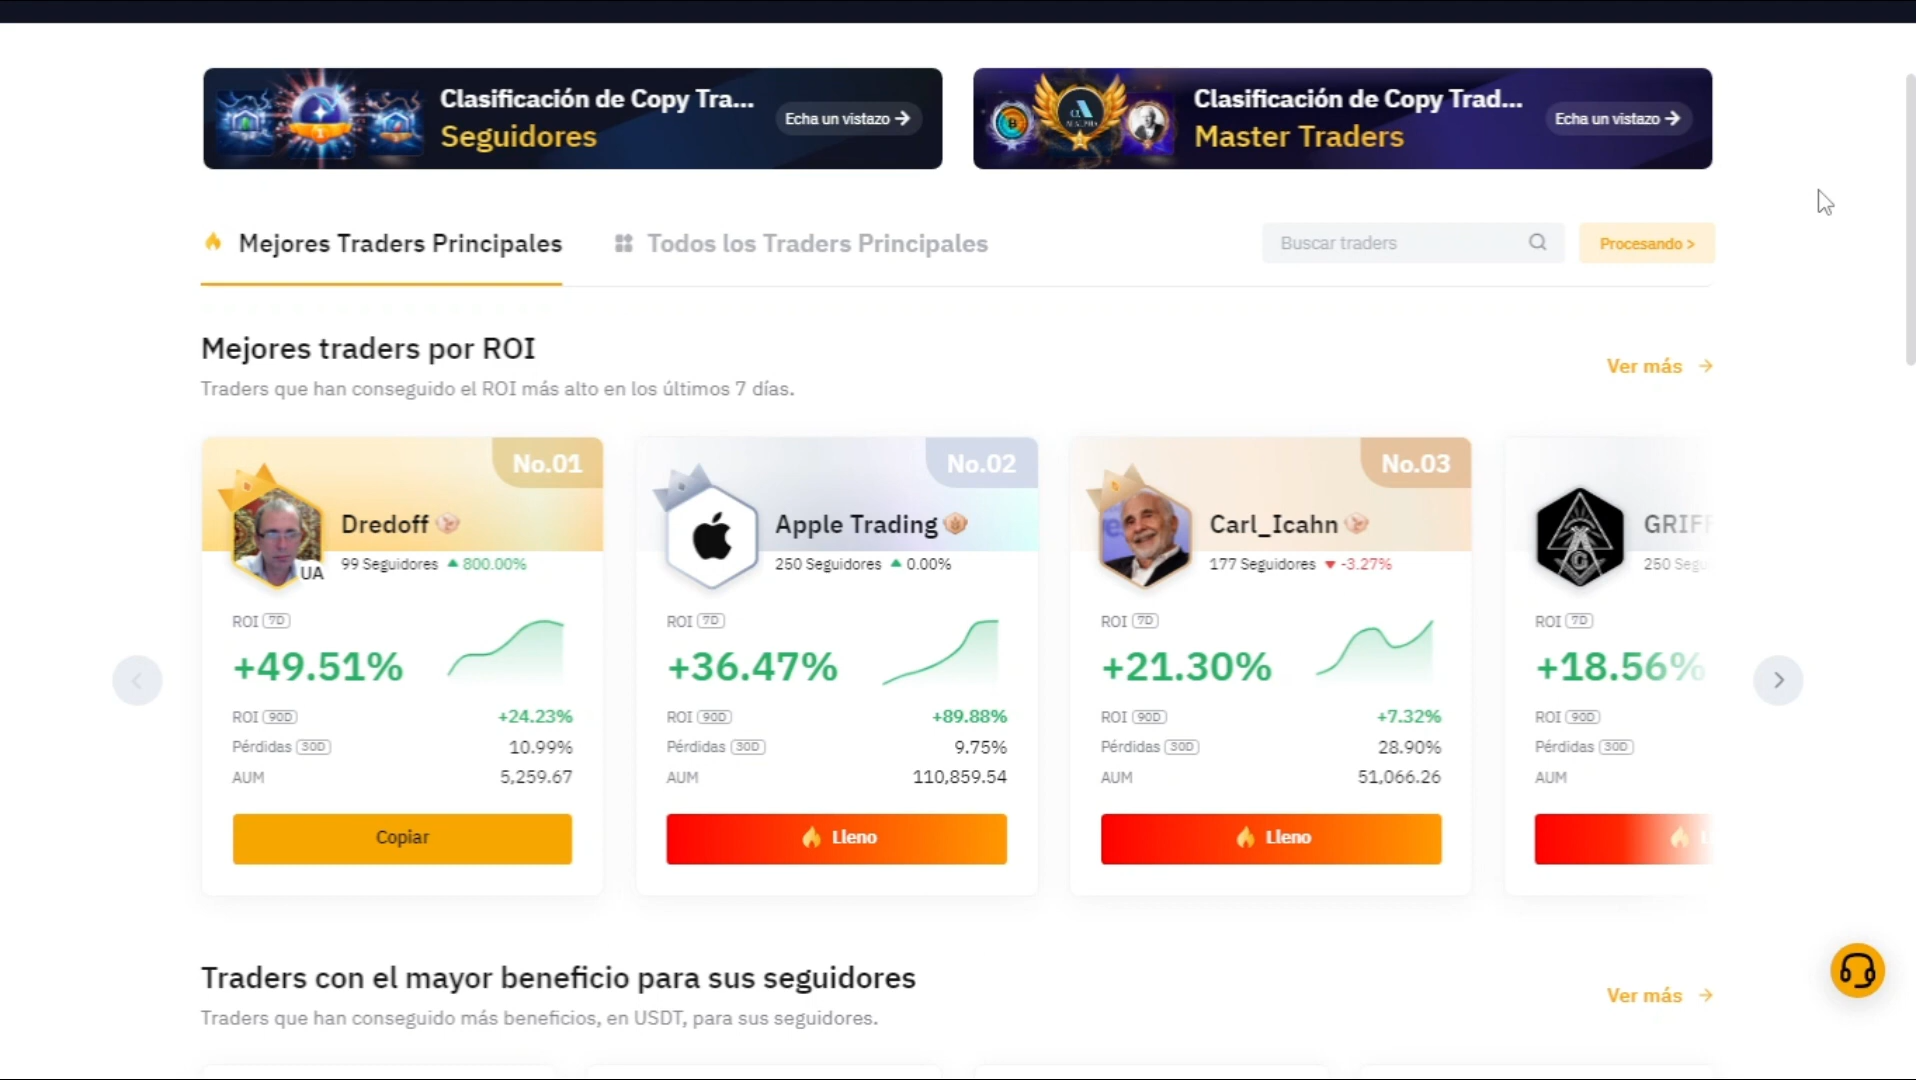 Clasificación de Copy Tra...
Seguidores
Echa un vistazo →
Clasificación de Copy Trad...
Master Traders
Echa un vistazo →
Mejores Traders Principales
Todos los Traders Principales
Buscar traders
Procesando >
Mejores traders por ROI
Traders que han conseguido el ROI más alto en los últimos 7 días.
Ver más →
No.01
Dredoff
UA
99 Seguidores ▲ 800.00%
ROI 7D
+49.51%
ROI 90D +24.23%
Pérdidas 30D 10.99%
AUM 5,259.67
Copiar
No.02
Apple Trading
250 Seguidores ▲ 0.00%
ROI 7D
+36.47%
ROI 90D +89.88%
Pérdidas 30D 9.75%
AUM 110,859.54
Lleno
No.03
Carl_Icahn
177 Seguidores ▼ -3.27%
ROI 7D
+21.30%
ROI 90D +7.32%
Pérdidas 30D 28.90%
AUM 51,066.26
Lleno
G
GRIFF
250 Segu
ROI 7D
+18.56%
ROI 90D
Pérdidas 30D
AUM
Traders con el mayor beneficio para sus seguidores
Traders que han conseguido más beneficios, en USDT, para sus seguidores.
Ver más →